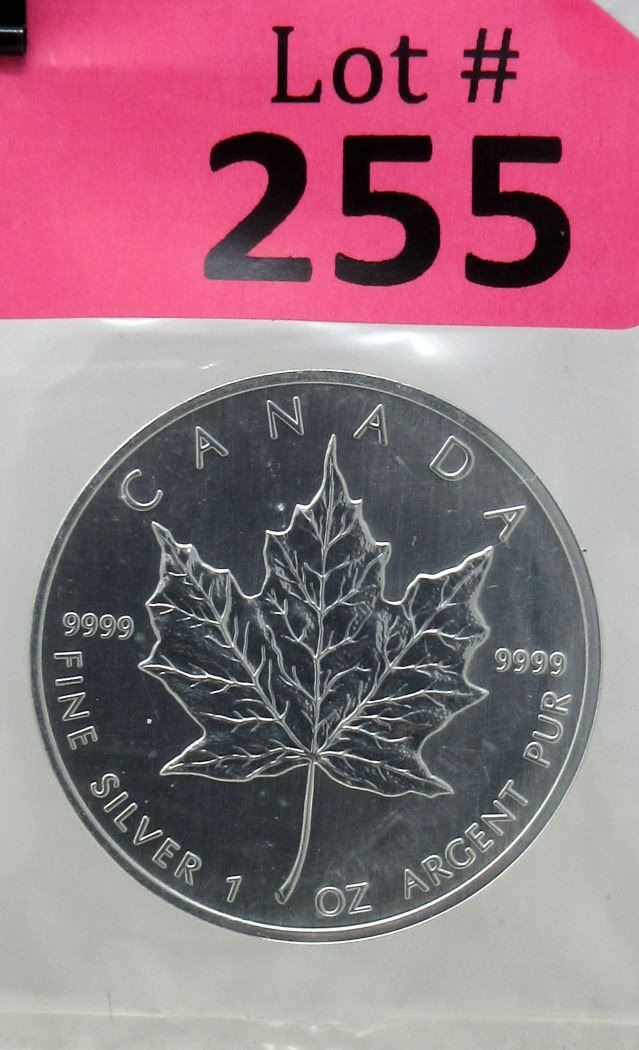 Lot #
255
CANADA
9999
9999
FINE SILVER 1 OZ ARGENT PUR